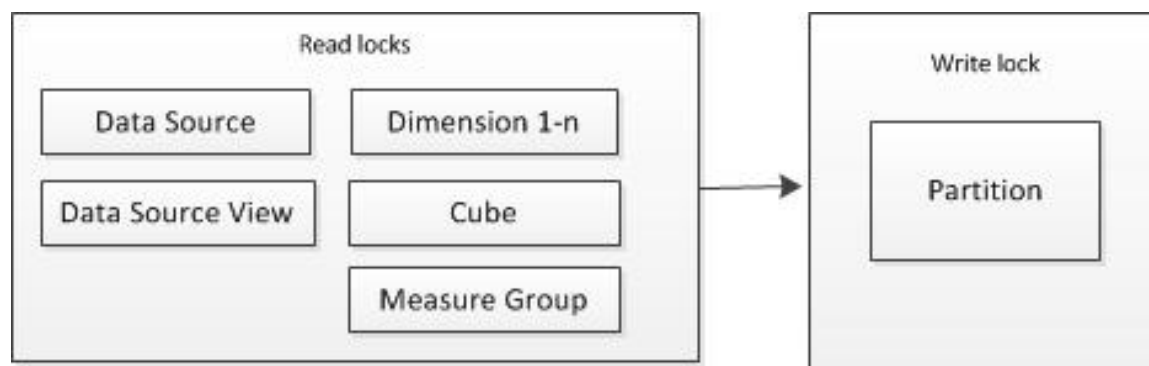 Read locks
Data Source
Dimension 1-n
Data Source View
Cube
Measure Group
Write lock
Partition